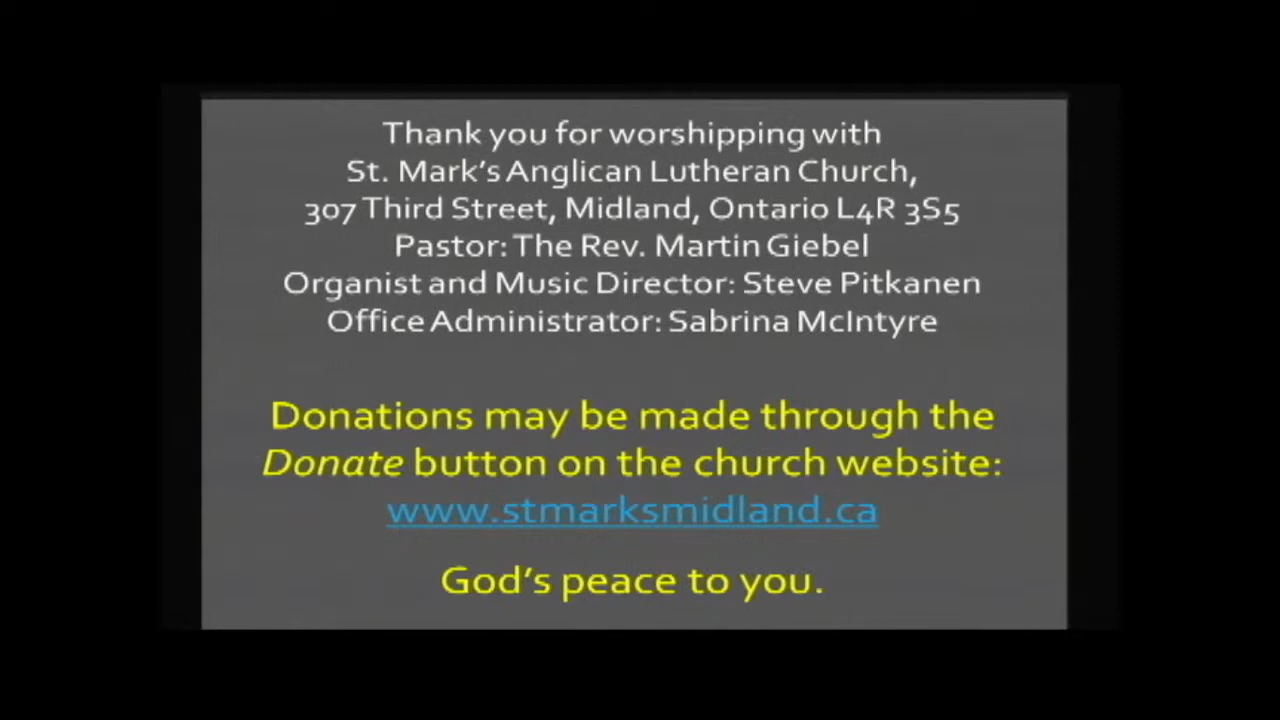 Thank you for worshipping with
St. Mark's Anglican Lutheran Church,
307 Third Street, Midland, Ontario L4R 3S5
Pastor: The Rev. Martin Giebel
Organist and Music Director: Steve Pitkanen
Office Administrator: Sabrina McIntyre
Donations may be made through the
Donate button on the church website:
www.stmarksmidland.ca
God's peace to you.